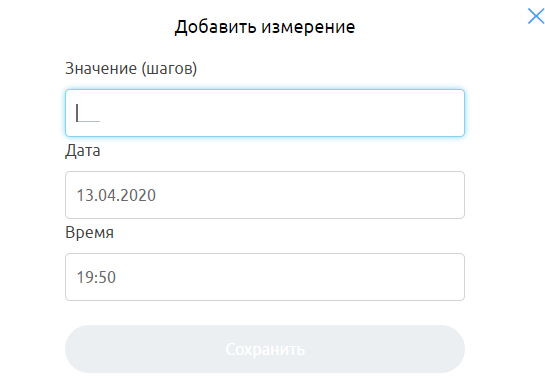 Добавить измерение
Значение (шагов)
Дата
13.04.2020
Время
19:50
Сохранить